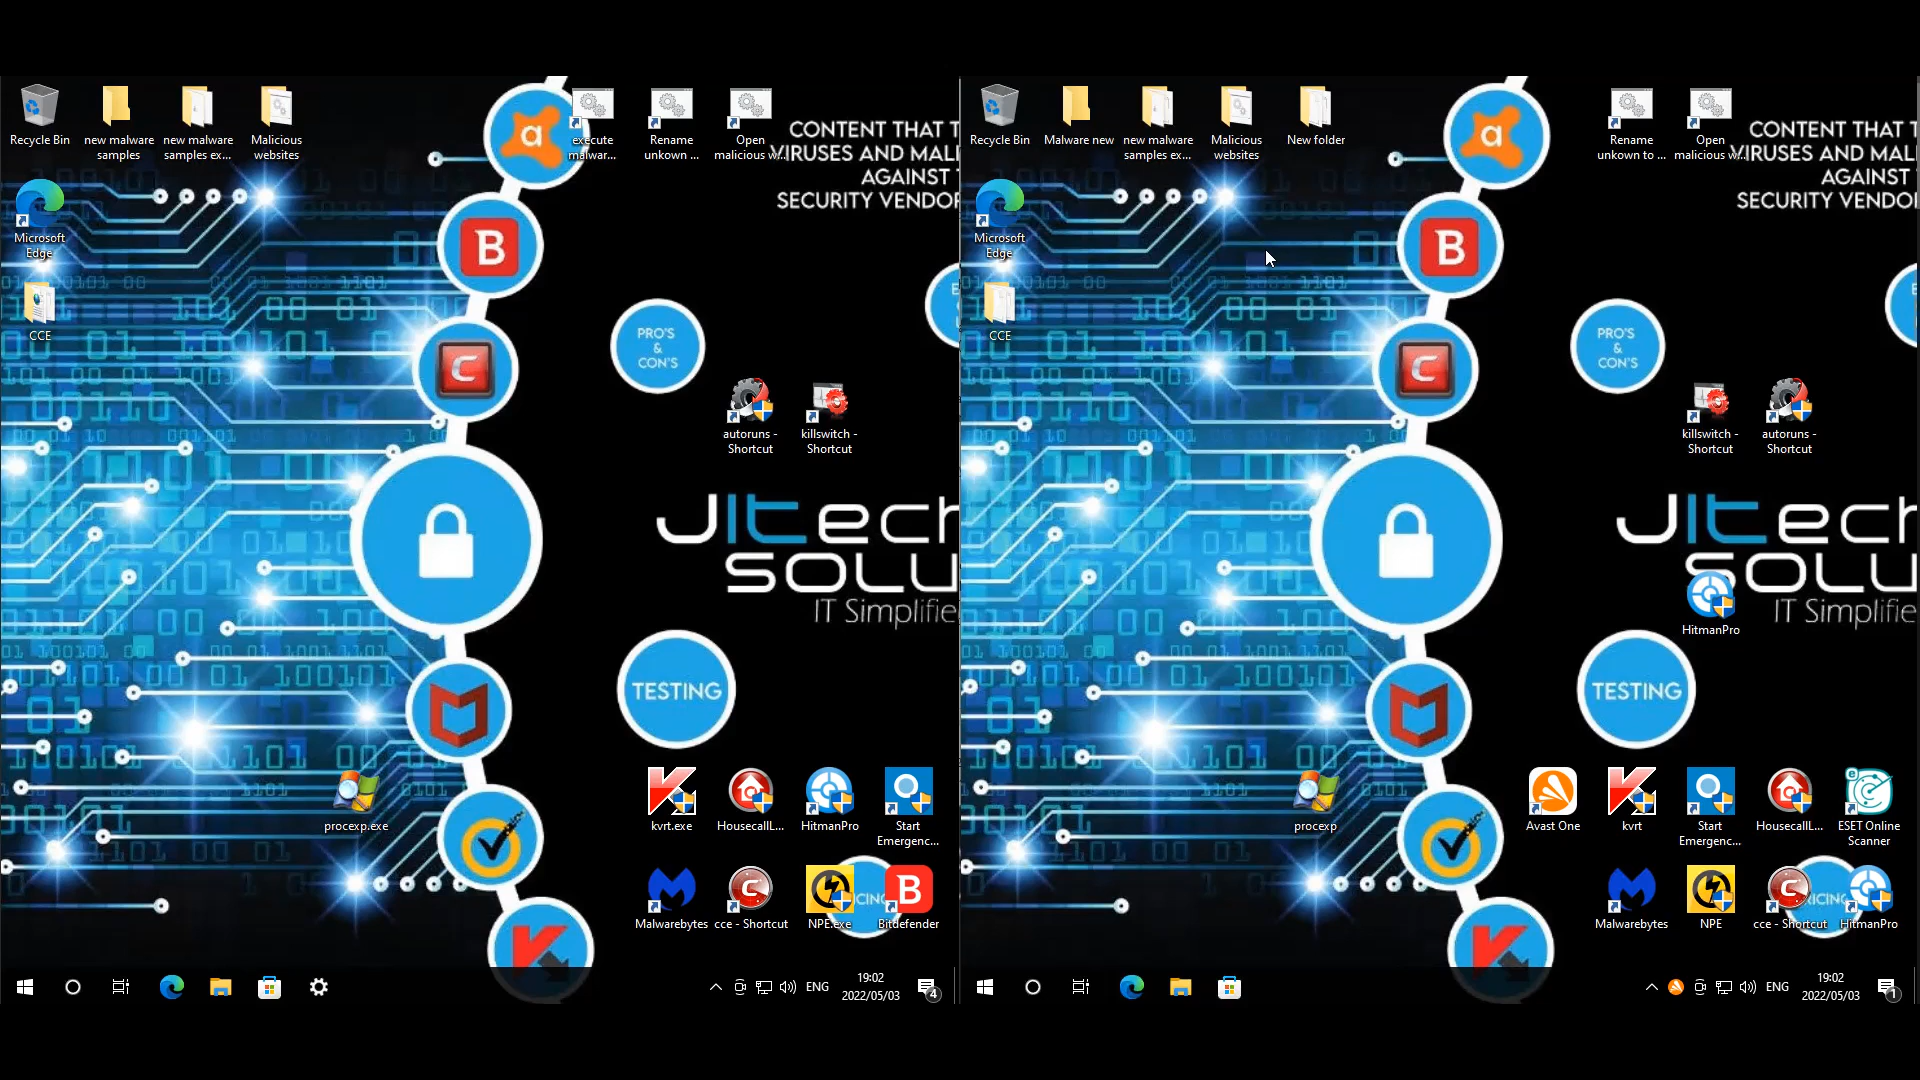 Recycle Bin
new malware
samples
new malware
samples ex...
Malicious
websites
execute
malwar...
Rename
unkown ...
Open
malicious w...
CONTENT THAT T
VIRUSES AND MAL
AGAINST
SECURITY VENDO
Microsoft
Edge
CCE
PRO'S
&
CON'S
autoruns -
Shortcut
killswitch -
Shortcut
JITech
SOLU
IT Simplifie
TESTING
procexp.exe
kvrt.exe
HousecallL...
HitmanPro
Start
Emergenc...
Malwarebytes
cce - Shortcut
NPE.exe
Bitdefender
ENG
19:02
2022/05/03
4
Recycle Bin
Malware new
new malware
samples ex...
Malicious
websites
New folder
Rename
unkown to ...
Open
malicious w...
CONTENT THAT T
VIRUSES AND MAL
AGAINST
SECURITY VENDO
Microsoft
Edge
CCE
PRO'S
&
CON'S
killswitch -
Shortcut
autoruns -
Shortcut
JITech
SOLU
IT Simplifie
HitmanPro
TESTING
procexp
Avast One
kvrt
Start
Emergenc...
HousecallL...
ESET Online
Scanner
Malwarebytes
NPE
cce - Shortcut
HitmanPro
ENG
19:02
2022/05/03
1